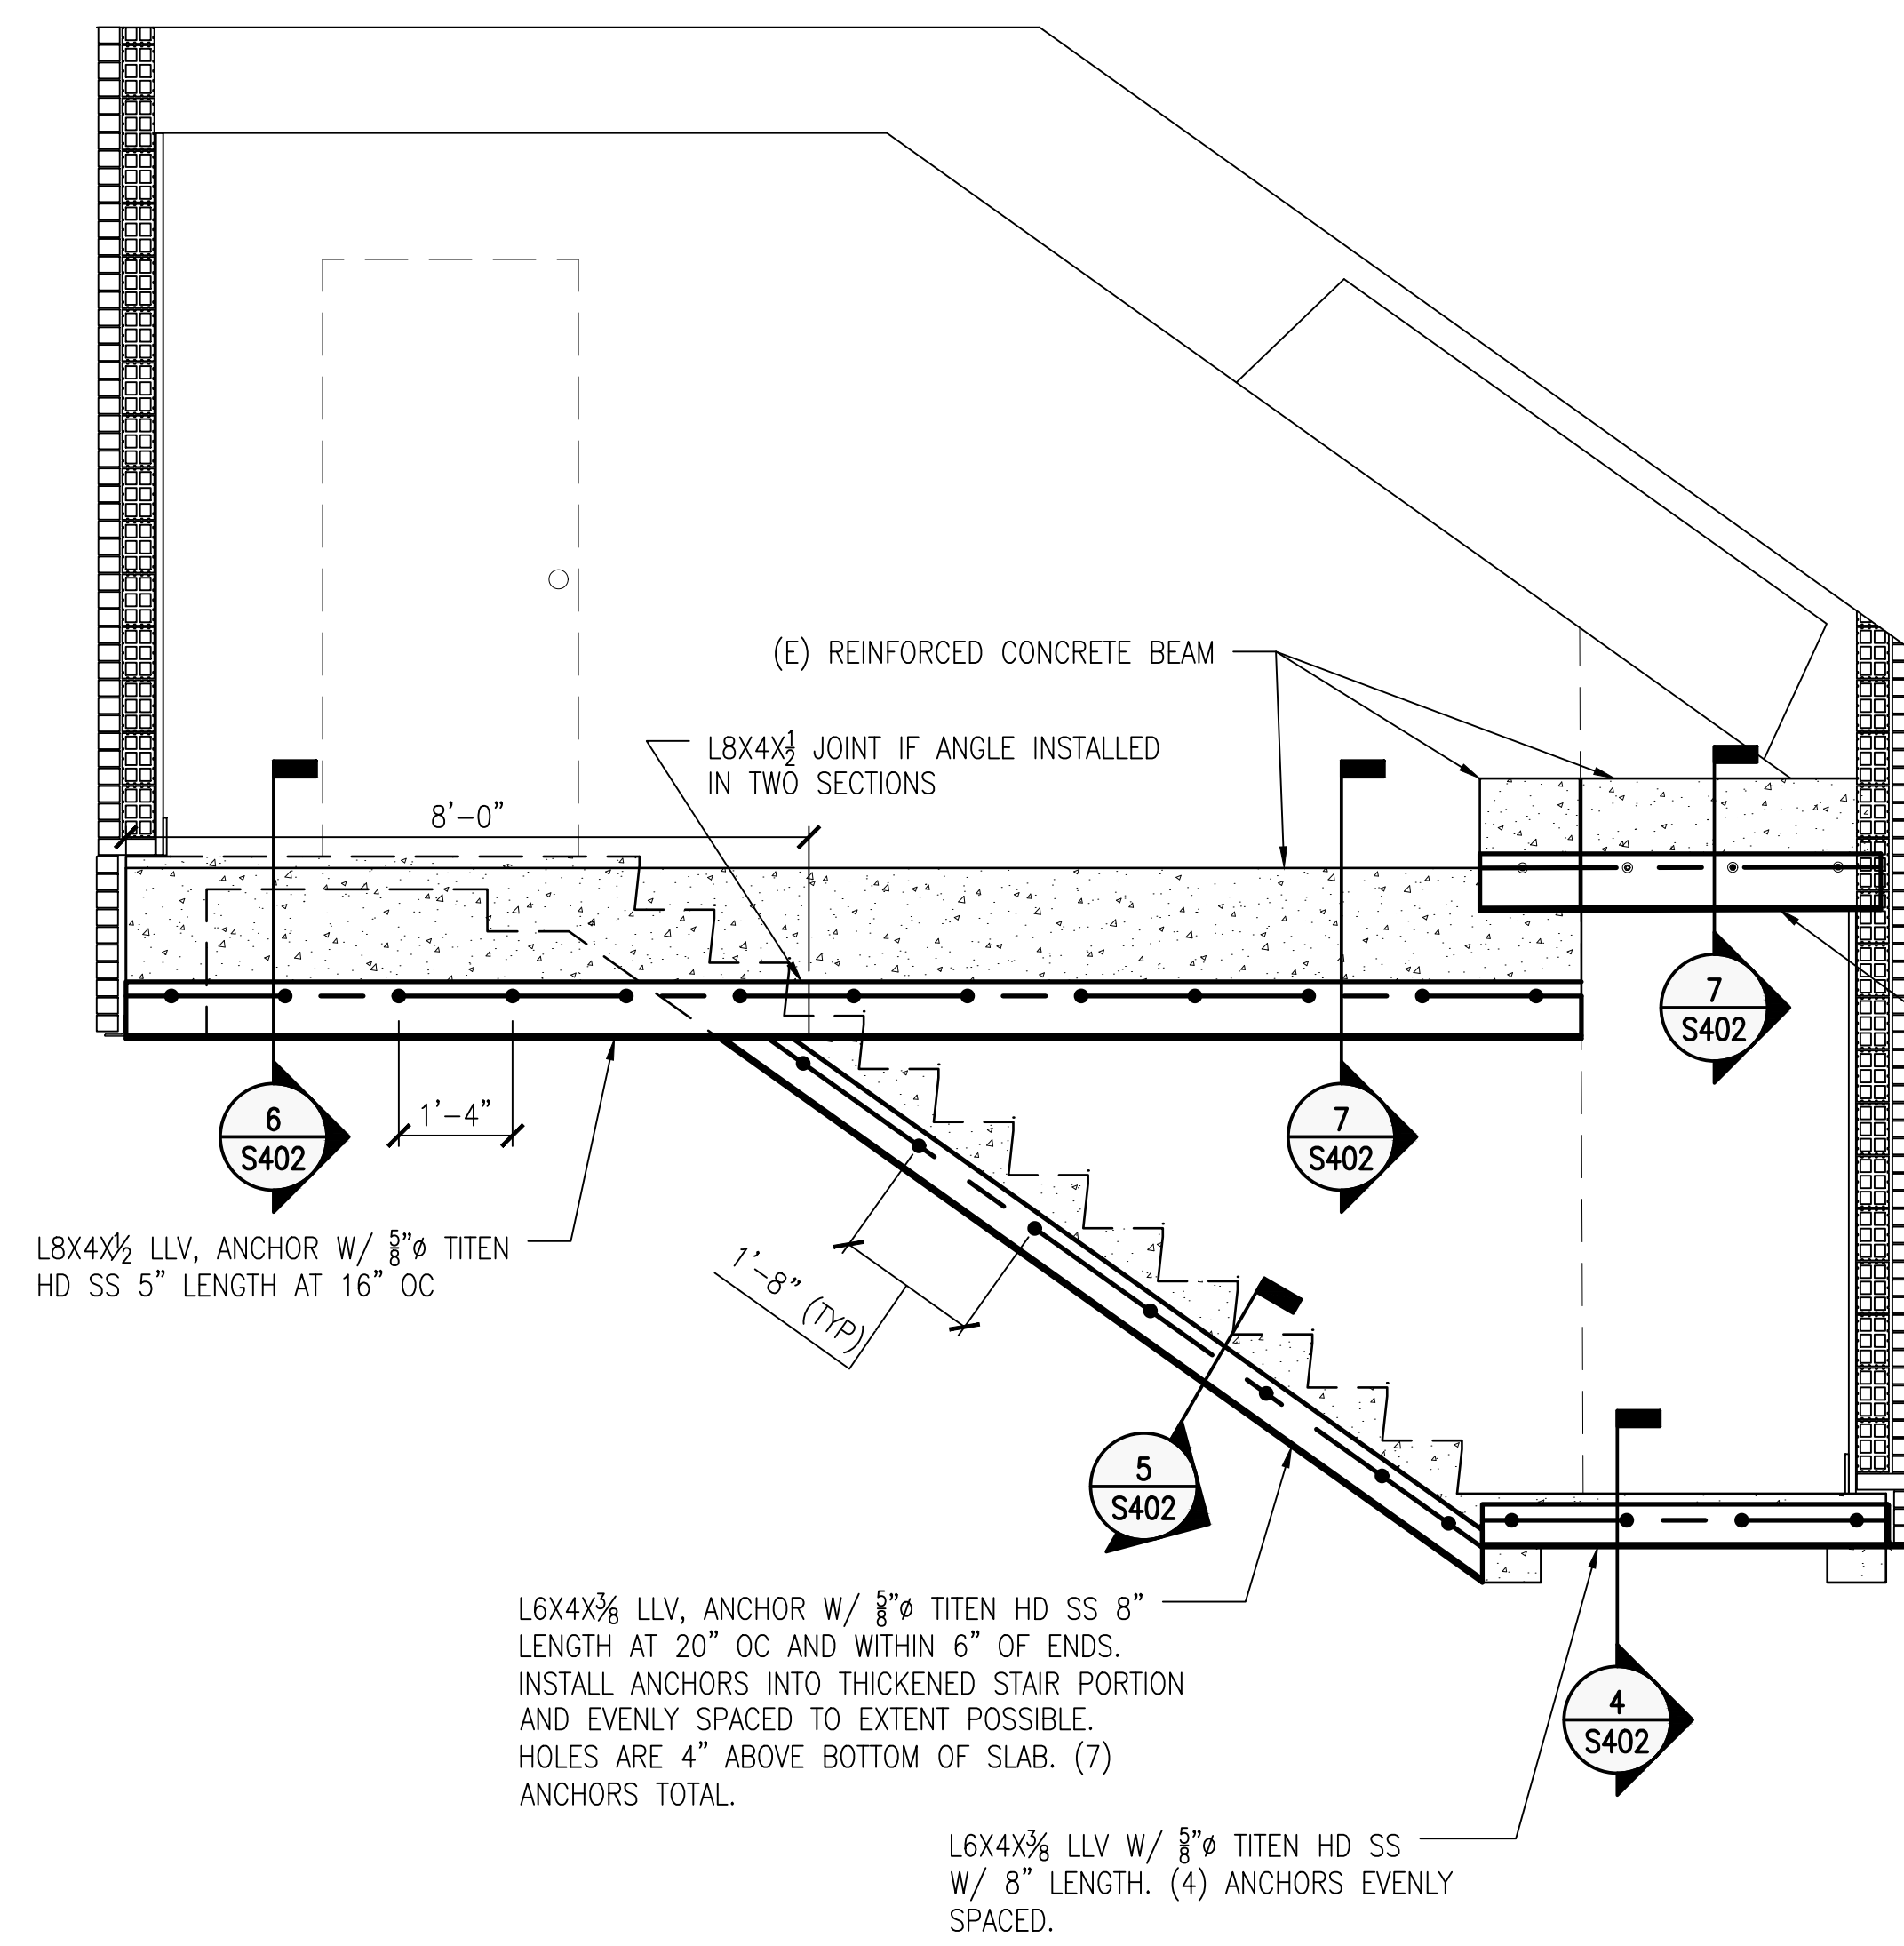 (E) REINFORCED CONCRETE BEAM
L8X4X½ JOINT IF ANGLE INSTALLED
IN TWO SECTIONS
8'-0"
7
S402
6
S402
1'-4"
7
S402
L8X4X½ LLV, ANCHOR W/ ⅝"ø TITEN
HD SS 5" LENGTH AT 16" OC
1'-8" (TYP)
5
S402
L6X4X⅜ LLV, ANCHOR W/ ⅝"ø TITEN HD SS 8"
LENGTH AT 20" OC AND WITHIN 6" OF ENDS.
INSTALL ANCHORS INTO THICKENED STAIR PORTION
AND EVENLY SPACED TO EXTENT POSSIBLE.
HOLES ARE 4" ABOVE BOTTOM OF SLAB. (7)
ANCHORS TOTAL.
4
S402
L6X4X⅜ LLV W/ ⅝"ø TITEN HD SS
W/ 8" LENGTH. (4) ANCHORS EVENLY
SPACED.